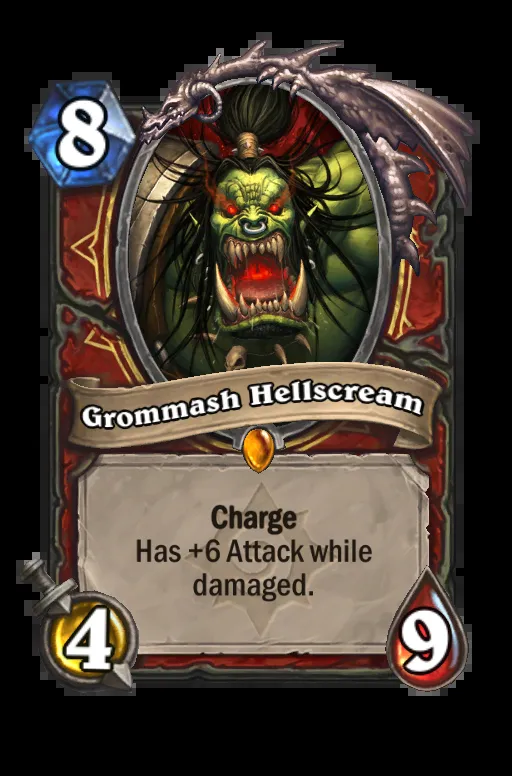 8
Grommash Hellscream
Charge
Has +6 Attack while
damaged.
4
9